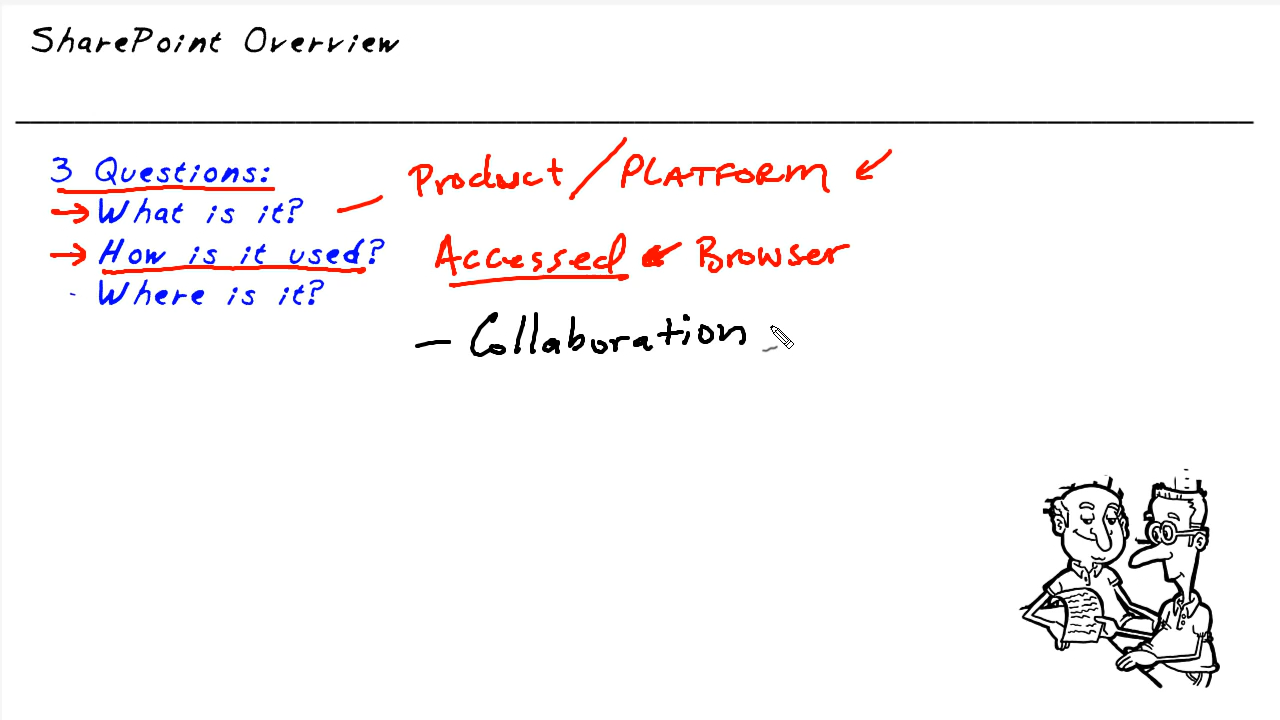 SharePoint Overview
3 Questions:
What is it?
How is it used?
Where is it?
Product / PLATFORM
Accessed Browser
- Collaboration